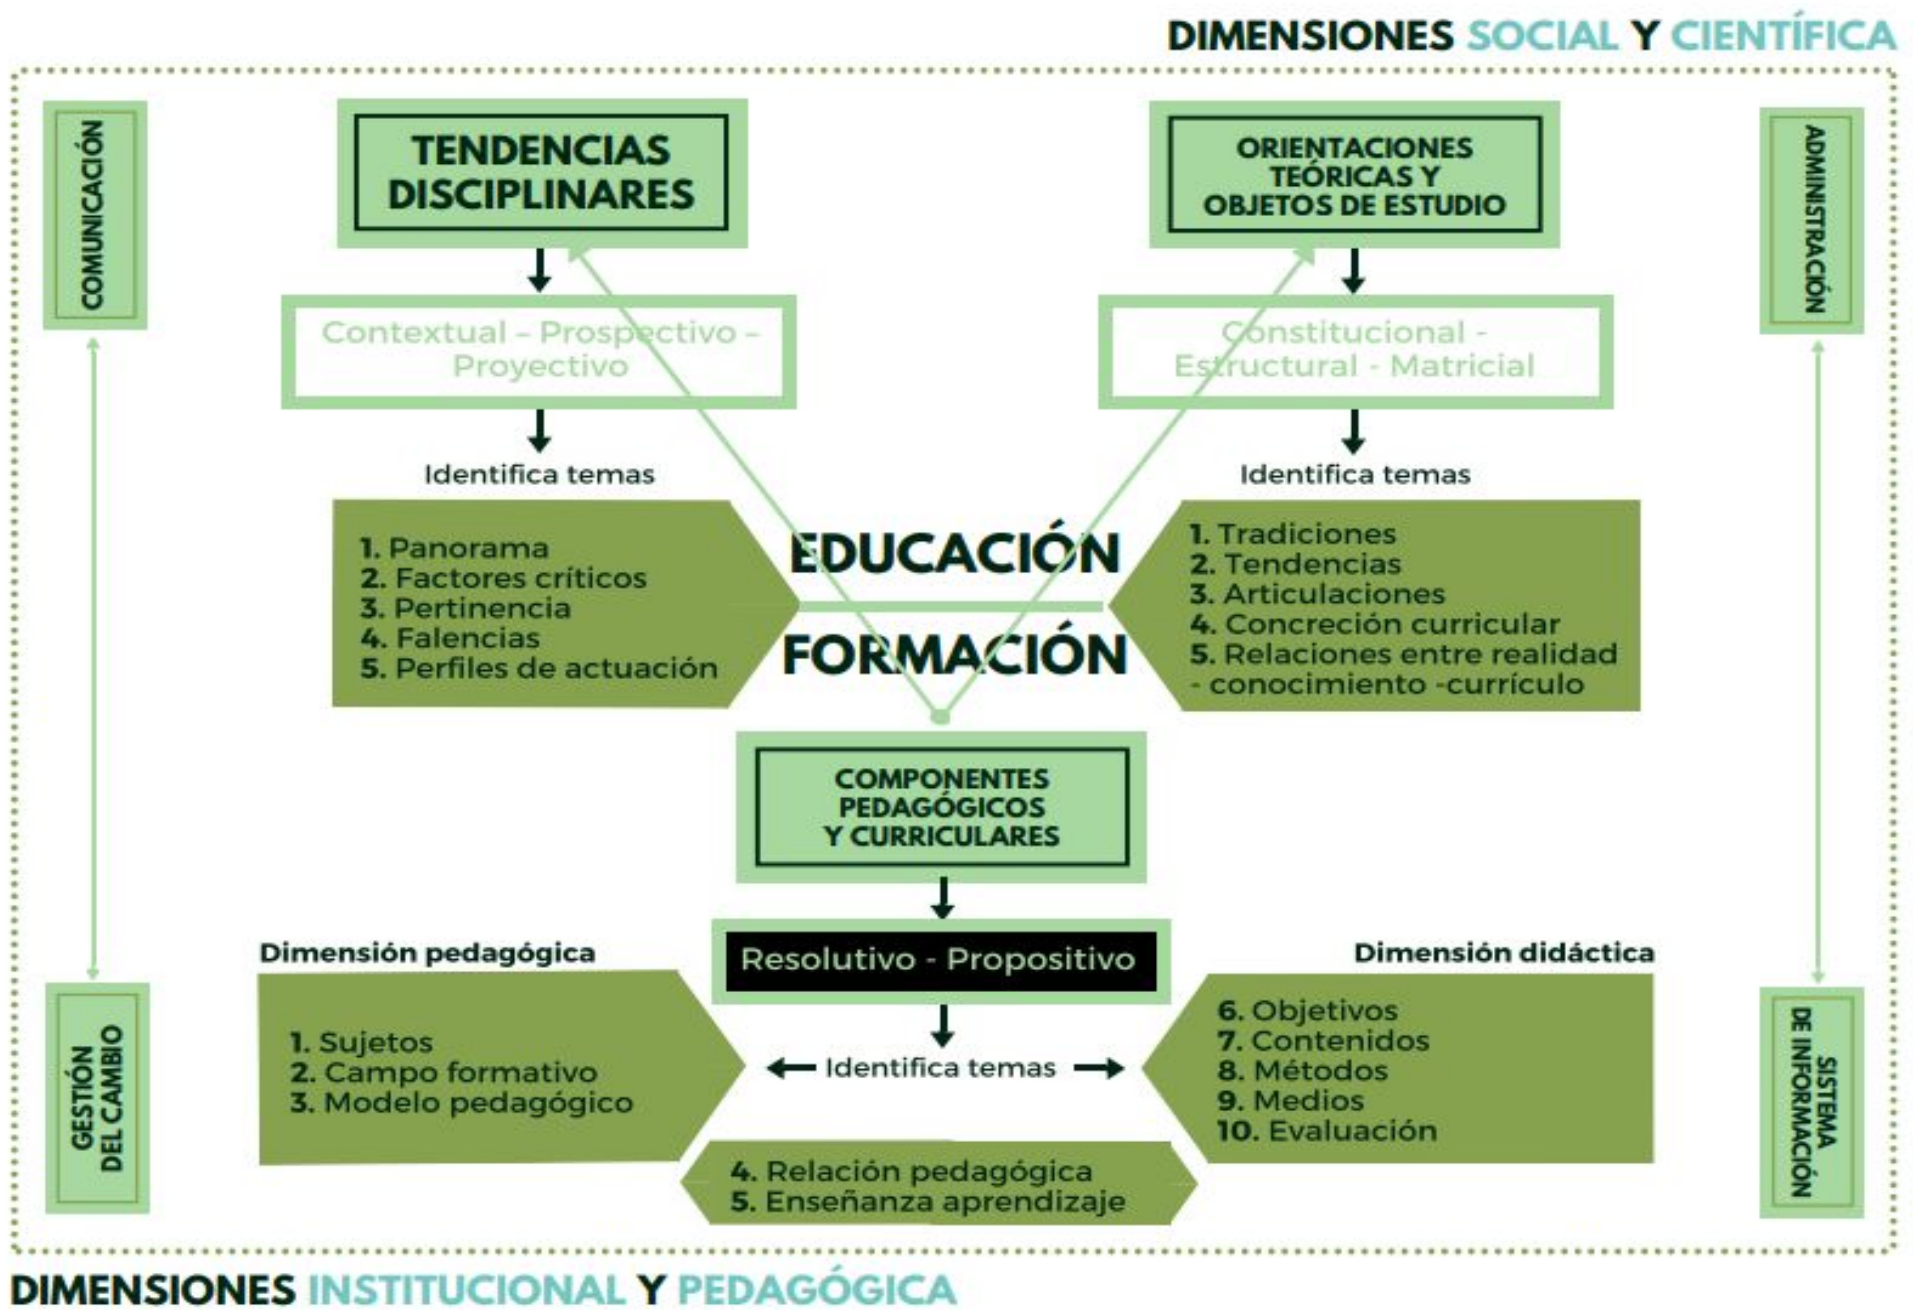 DIMENSIONES SOCIAL Y CIENTÍFICA
COMUNICACIÓN
TENDENCIAS
DISCIPLINARES
ORIENTACIONES
TEÓRICAS Y
OBJETOS DE ESTUDIO
ADMINISTRACIÓN
Contextual – Prospectivo –
Proyectivo
Constitucional -
Estructural - Matricial
Identifica temas
Identifica temas
1. Panorama
2. Factores críticos
3. Pertinencia
4. Falencias
5. Perfiles de actuación
EDUCACIÓN
FORMACIÓN
1. Tradiciones
2. Tendencias
3. Articulaciones
4. Concreción curricular
5. Relaciones entre realidad
- conocimiento -currículo
COMPONENTES
PEDAGÓGICOS
Y CURRICULARES
Resolutivo - Propositivo
Dimensión pedagógica
Dimensión didáctica
GESTIÓN
DEL CAMBIO
1. Sujetos
2. Campo formativo
3. Modelo pedagógico
Identifica temas
6. Objetivos
7. Contenidos
8. Métodos
9. Medios
10. Evaluación
SISTEMA
DE INFORMACIÓN
4. Relación pedagógica
5. Enseñanza aprendizaje
DIMENSIONES INSTITUCIONAL Y PEDAGÓGICA